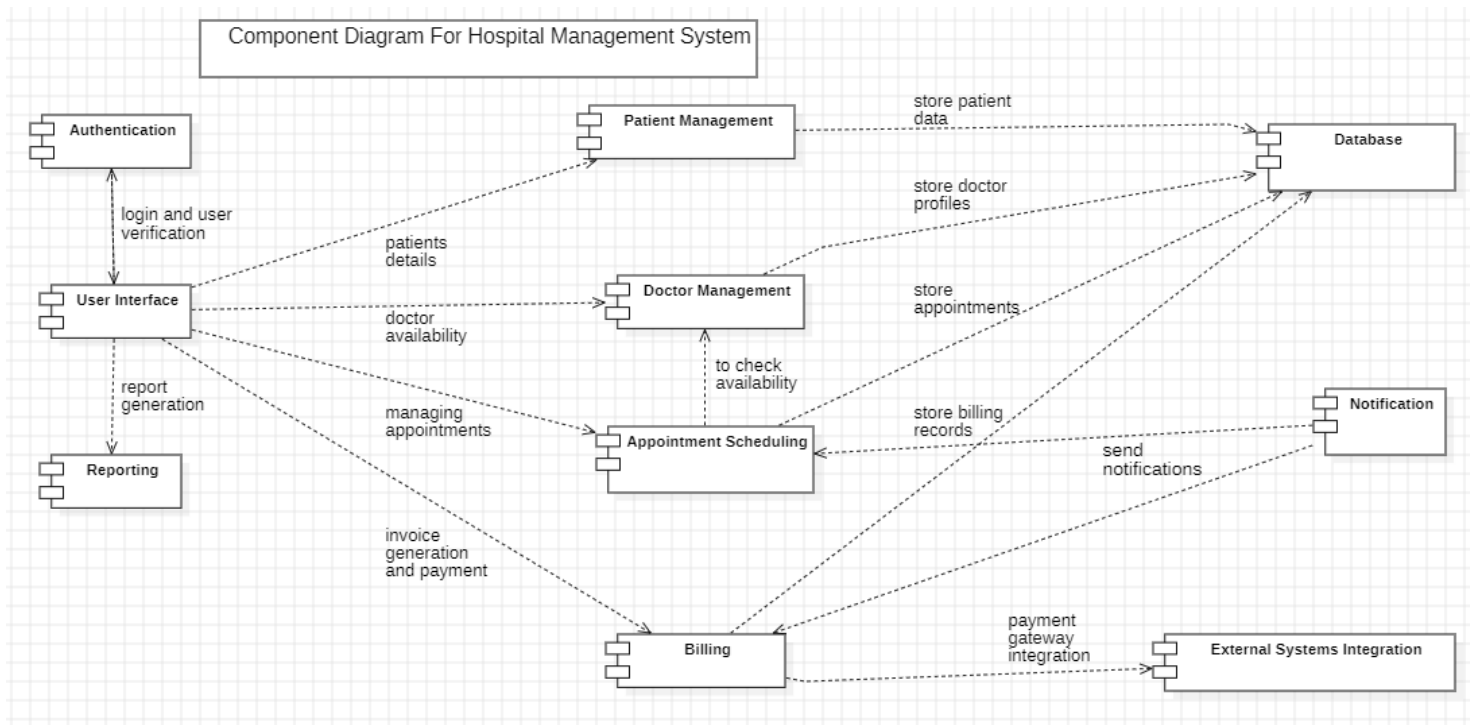 Component Diagram For Hospital Management System
Authentication
Patient Management
store patient
data
Database
login and user
verification
store doctor
profiles
patients
details
User Interface
Doctor Management
store
appointments
doctor
availability
to check
availability
report
generation
managing
appointments
Appointment Scheduling
store billing
records
Notification
send
notifications
Reporting
invoice
generation
and payment
Billing
payment
gateway
integration
External Systems Integration